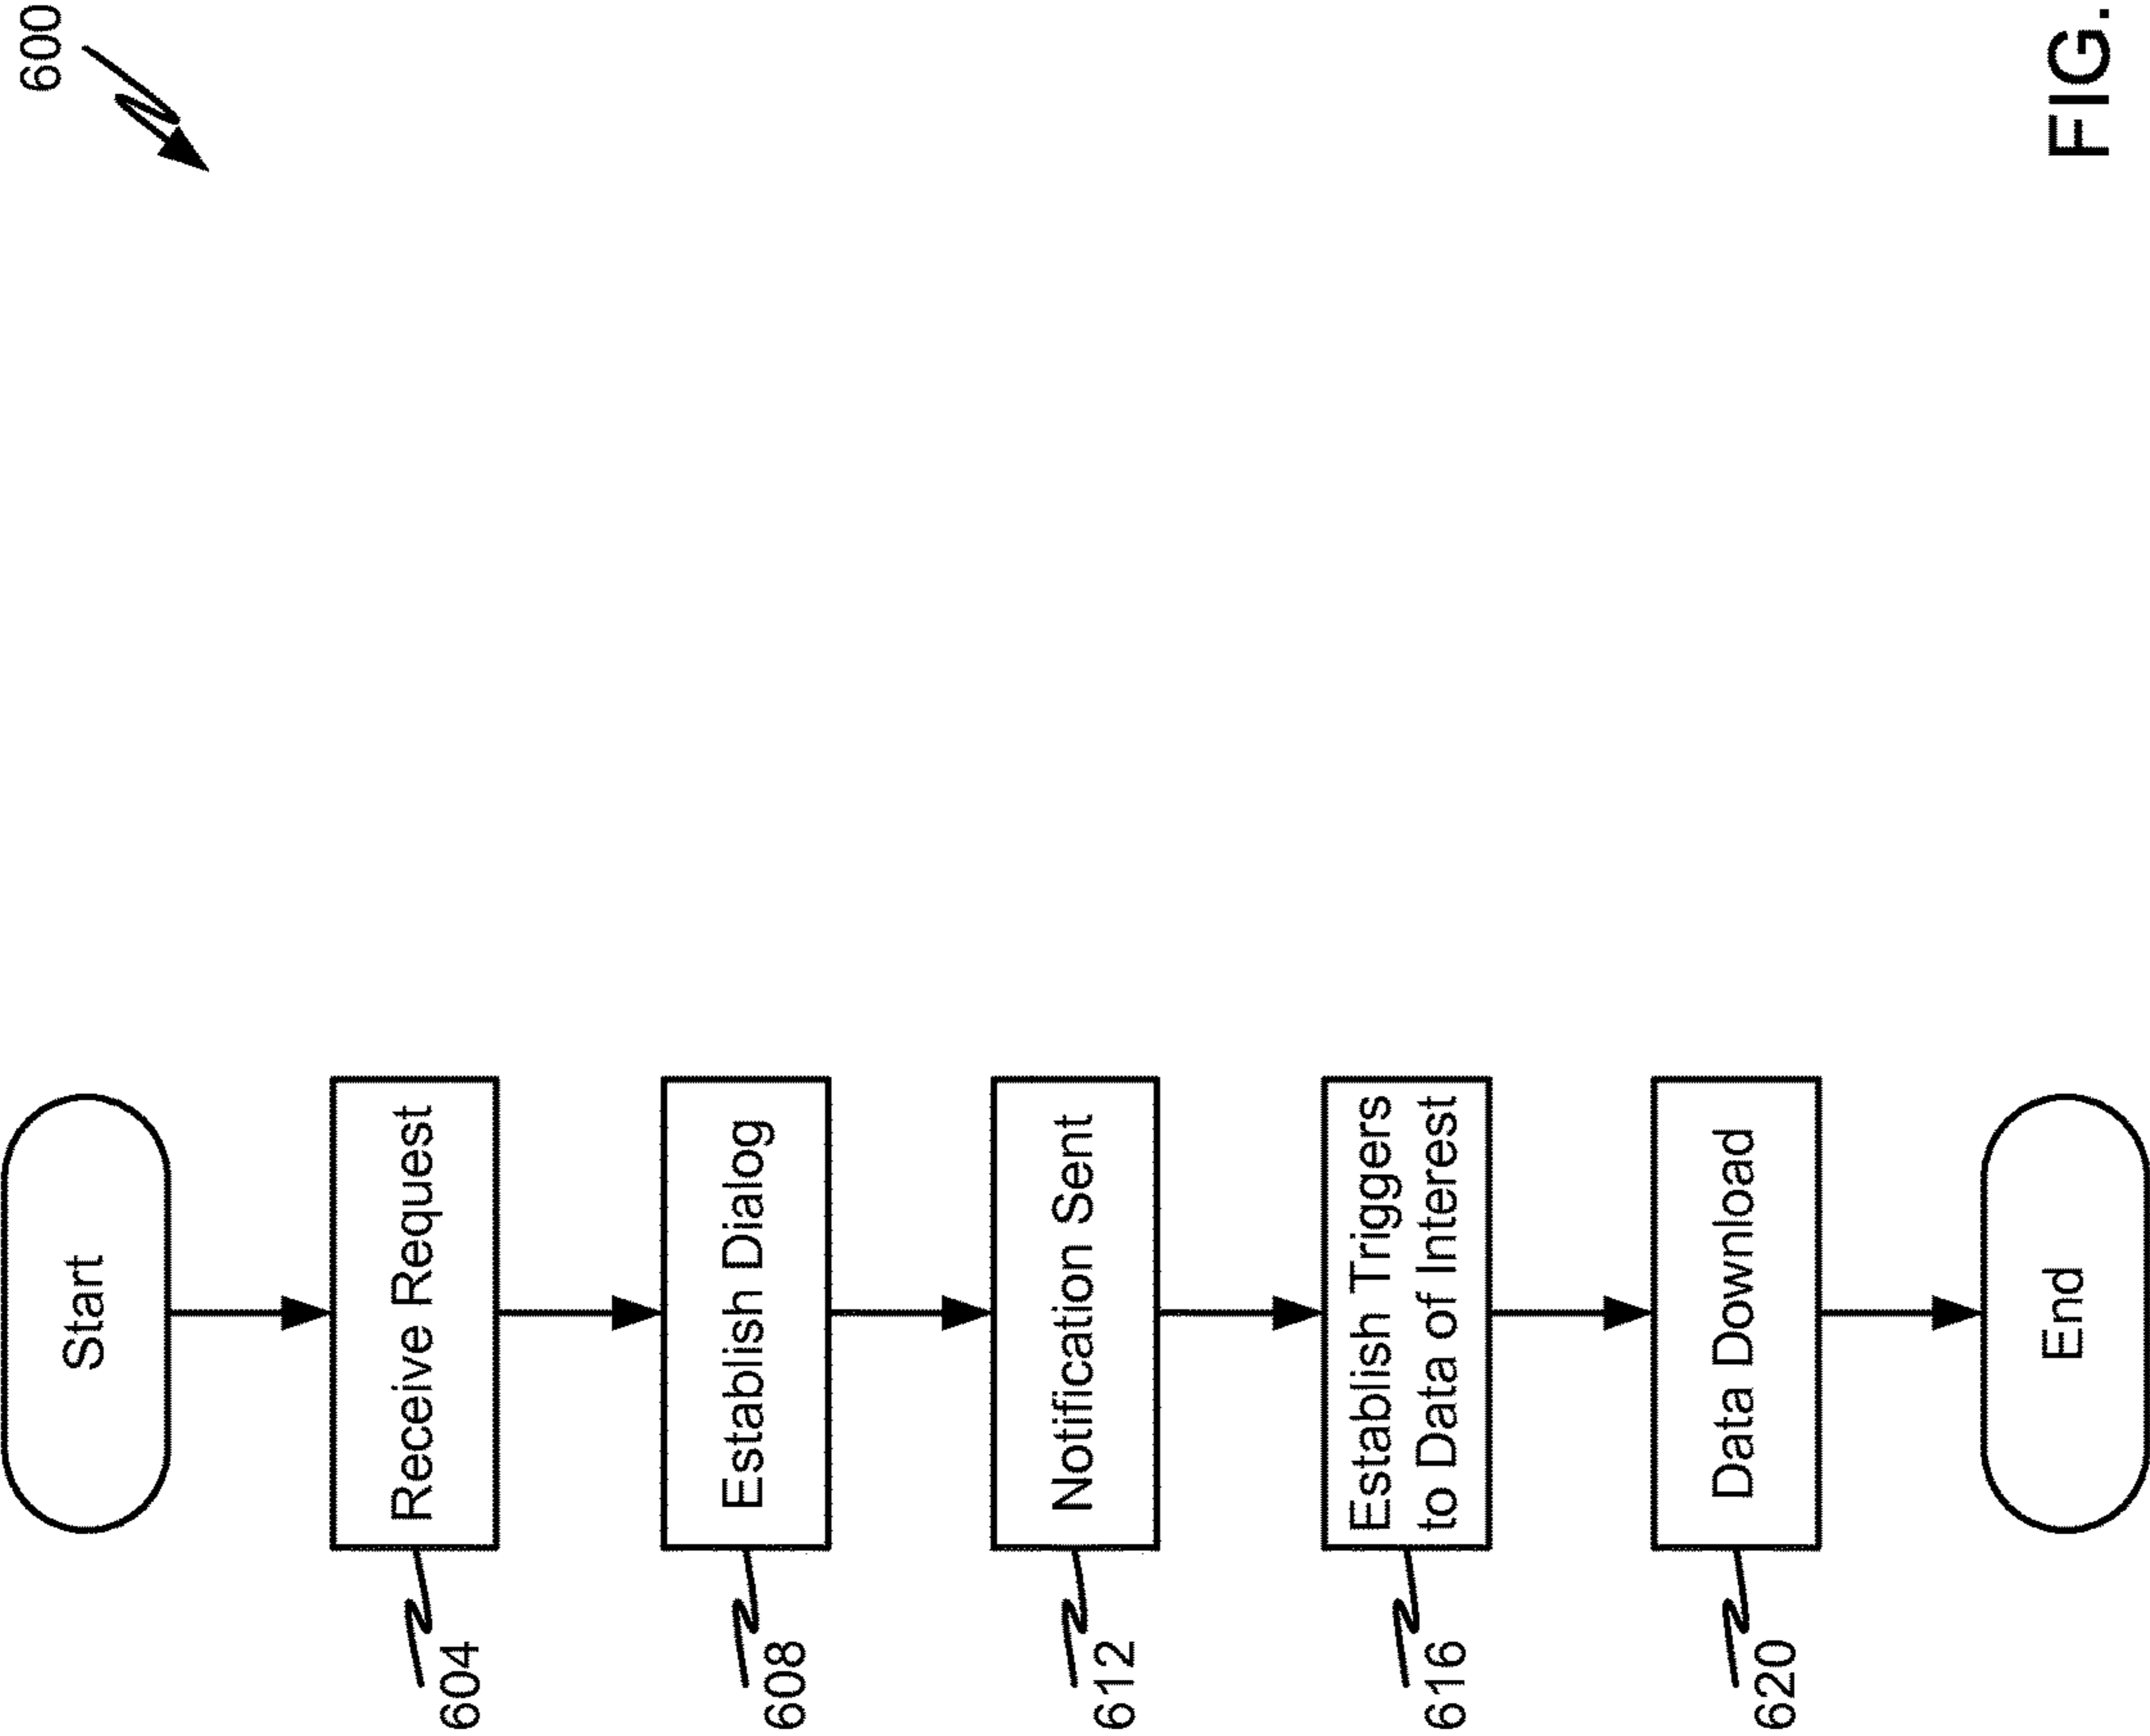 600
Start
Receive Request
604
Establish Dialog
608
Notification Sent
612
Establish Triggers
to Data of Interest
616
Data Download
620
End
FIG.